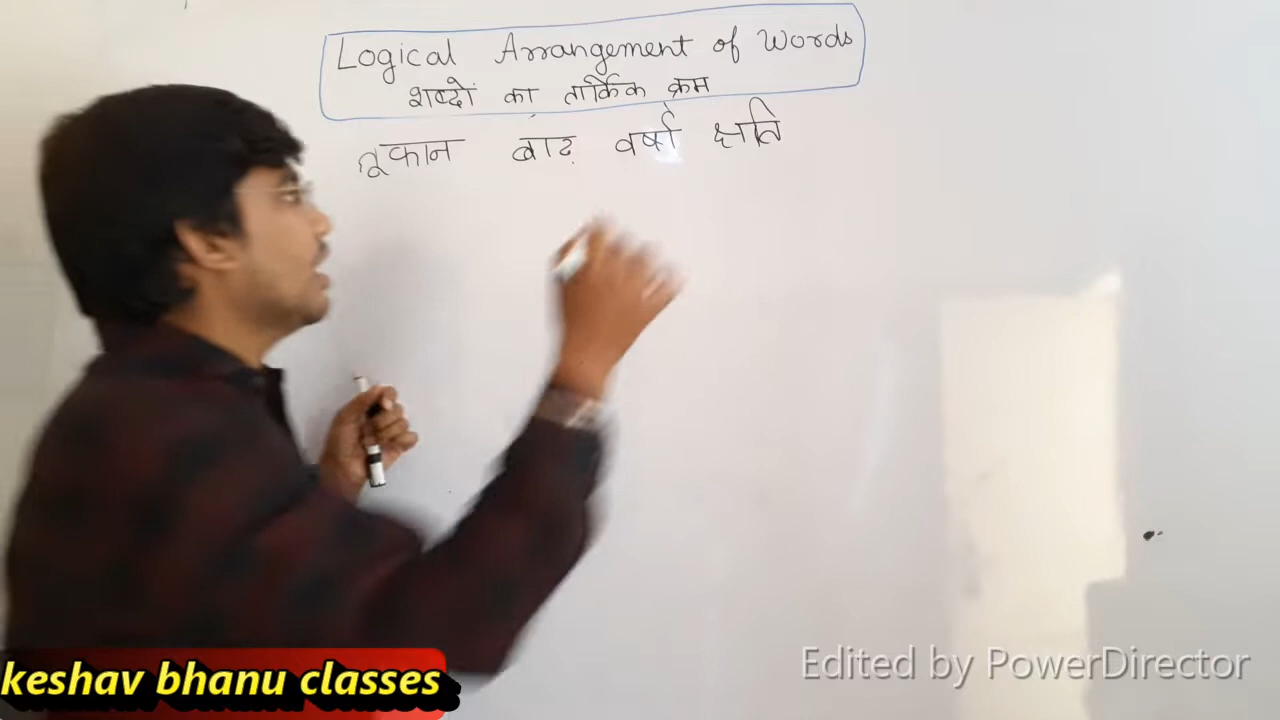 Logical Arrangement of Words
शब्दों का तार्किक क्रम
तूफान बाढ़ वर्षा क्षति
keshav bhanu classes
Edited by PowerDirector